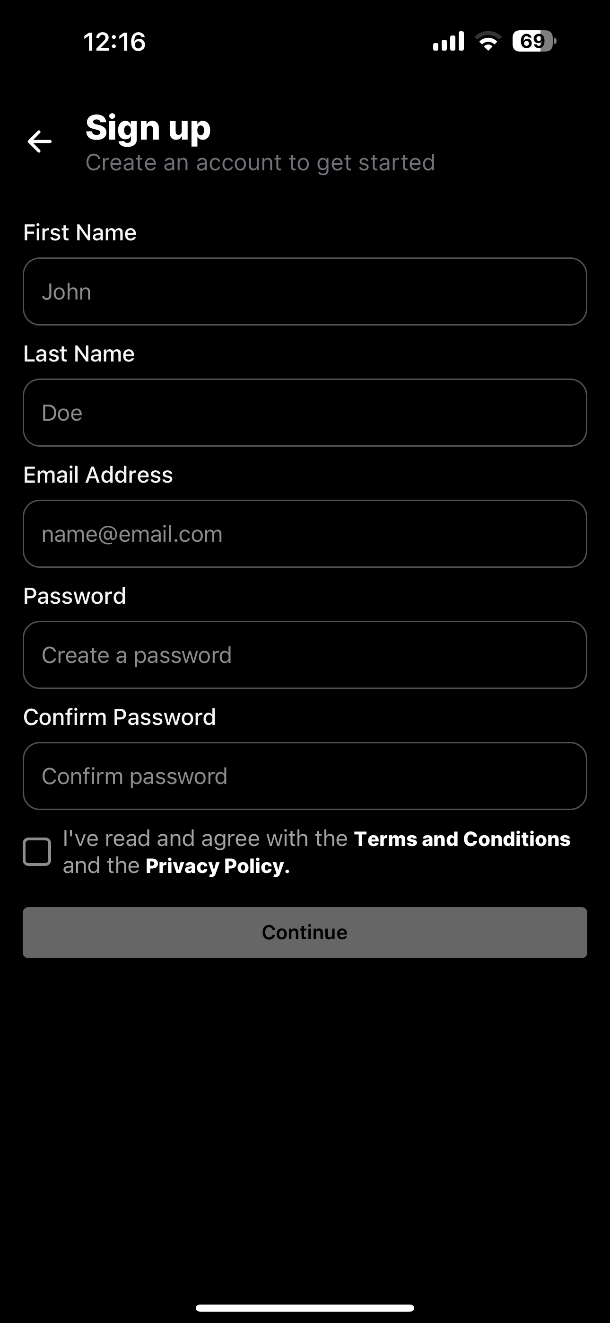 12:16
69
Sign up
Create an account to get started
First Name
John
Last Name
Doe
Email Address
name@email.com
Password
Create a password
Confirm Password
Confirm password
I've read and agree with the Terms and Conditions
and the Privacy Policy.
Continue